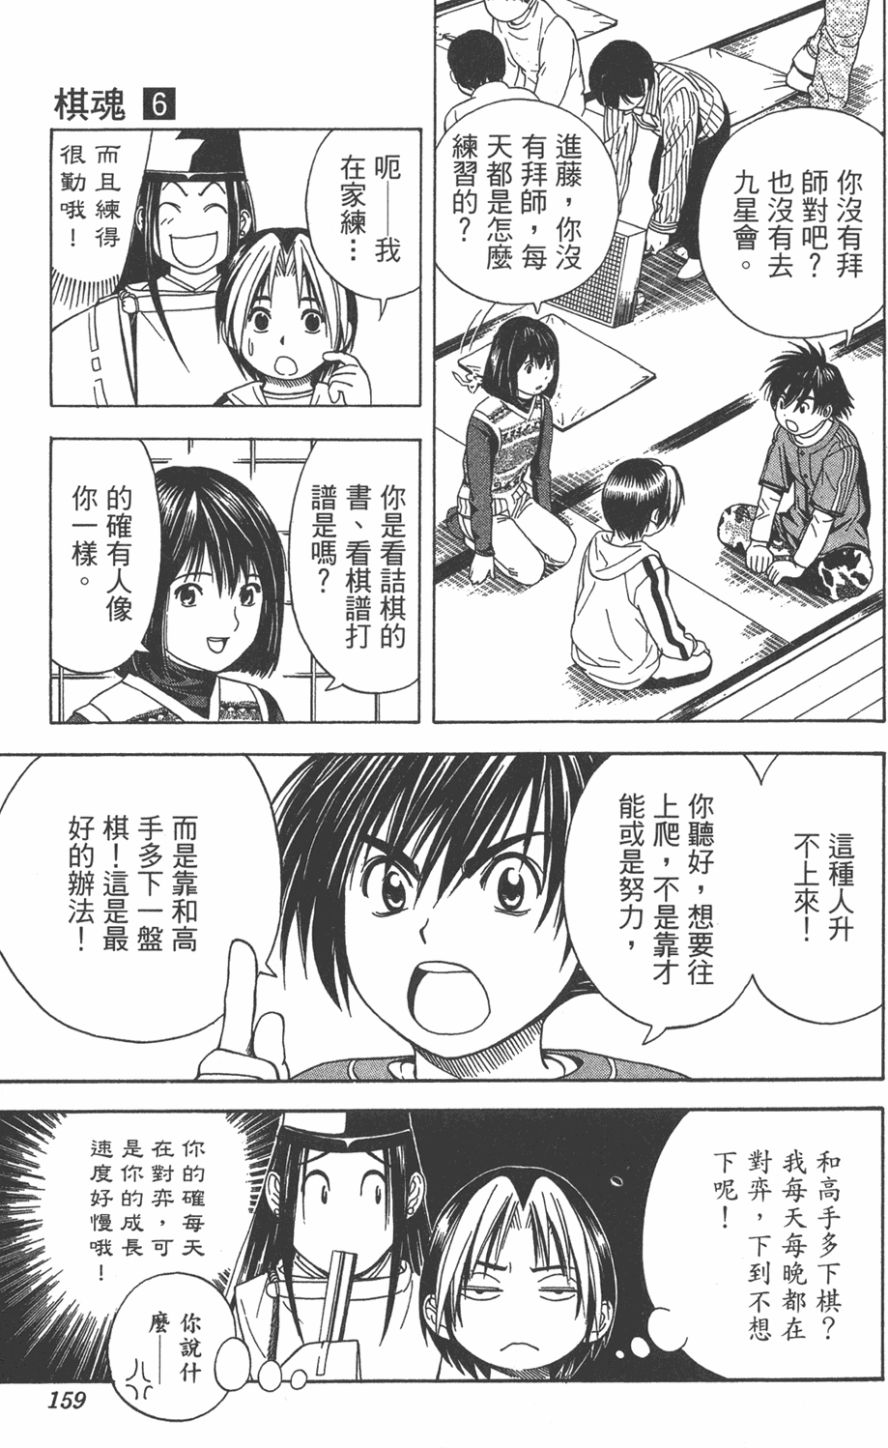 棋魂 6
你沒有拜
師對吧？
也沒有去
九星會。
進藤，你沒
有拜師，每
天都是怎麼
練習的？
呃──我
在家練…
而且練得
很勤哦！
你是看詰棋的
書、看棋譜打
譜是嗎？
的確有人像
你一樣。
這種人升
不上來！
你聽好，想要往
上爬，不是靠才
能或是努力，
而是靠和高
手多下一盤
棋！這是最
好的辦法！
和高手多下棋？
我每天每晚都在
對弈，下到不想
下呢！
你的確每天
在對弈，可
是你的成長
速度好慢哦！
你說什
麼──
159